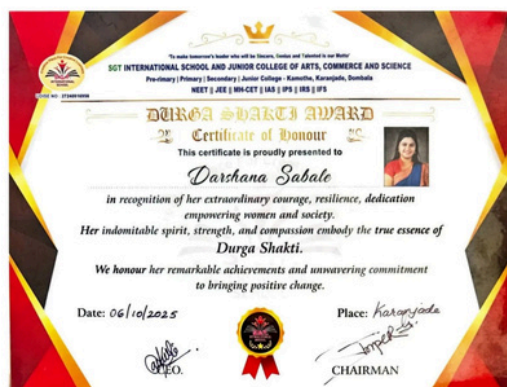 "To make tomorrow's leader who will be Sincere, Genius and Talented is our Motto"
SGT INTERNATIONAL SCHOOL AND JUNIOR COLLEGE OF ARTS, COMMERCE AND SCIENCE
Pre-rimary | Primary | Secondary | Junior College - Kamothe, Karanjade, Dombala
NEET || JEE || MH-CET || IAS || IPS || IRS || IFS
DURGA SHAKTI AWARD
Certificate of Honour
This certificate is proudly presented to
Darshana Sabale
in recognition of her extraordinary courage, resilience, dedication
empowering women and society.
Her indomitable spirit, strength, and compassion embody the true essence of
Durga Shakti.
We honour her remarkable achievements and unwavering commitment
to bringing positive change.
Date: 06/10/2025
Place: Karanjade
CEO.
CHAIRMAN